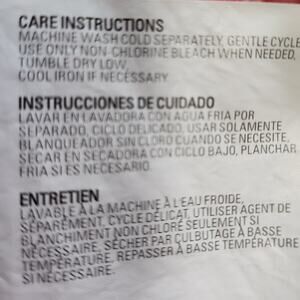 CARE INSTRUCTIONS
MACHINE WASH COLD SEPARATELY, GENTLE CYCLE
USE ONLY NON-CHLORINE BLEACH WHEN NEEDED,
TUMBLE DRY LOW.
COOL IRON IF NECESSARY
INSTRUCCIONES DE CUIDADO
LAVAR EN LAVADORA CON AGUA FRIA POR
SEPARADO, CICLO DELICADO, USAR SOLAMENTE
BLANQUEADOR SIN CLORO CUANDO SE NECESITE,
SECAR EN SECADORA CON CICLO BAJO, PLANCHAR
FRIA SI ES NECESARIO
ENTRETIEN
LAVABLE À LA MACHINE À L'EAU FROIDE,
SÉPARÉMENT. CYCLE DÉLICAT, UTILISER AGENT DE
BLANCHIMENT NON CHLORÉ SEULEMENT SI
NÉCESSAIRE, SÉCHER PAR CULBUTAGE À BASSE
TEMPÉRATURE, REPASSER À BASSE TEMPÉRATURE
SI NÉCESSAIRE.